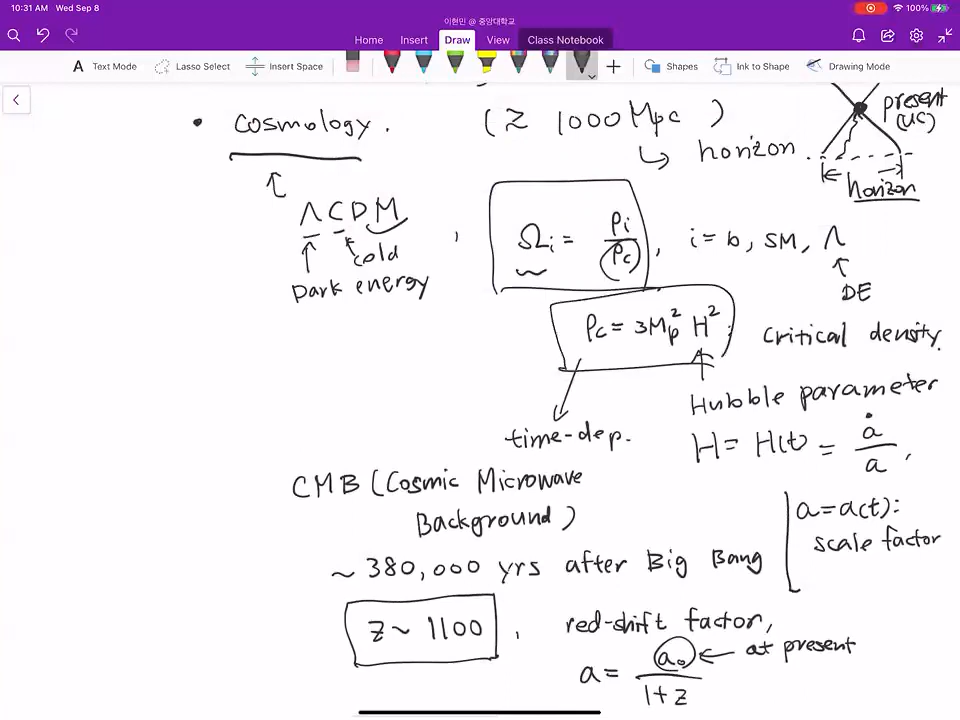 10:31 AM Wed Sep 8
100%
이현민 @ 중앙대학교
Home Insert Draw View Class Notebook
Text Mode Lasso Select Insert Space Shapes Ink to Shape Drawing Mode
• Cosmology. (≳ 1000 Mpc)
↳ horizon
present
(us)
horizon
ΛCDM, Ωi = ρi/ρc, i = b, SM, Λ
cold
Dark energy
DE
ρc = 3Mp² H² : critical density.
Hubble parameter
time-dep.
H = H(t) = ȧ/a,
CMB (Cosmic Microwave
Background)
a = a(t):
scale factor
~ 380,000 yrs after Big Bang
z ~ 1100, red-shift factor,
a = a₀/(1+z) ← at present